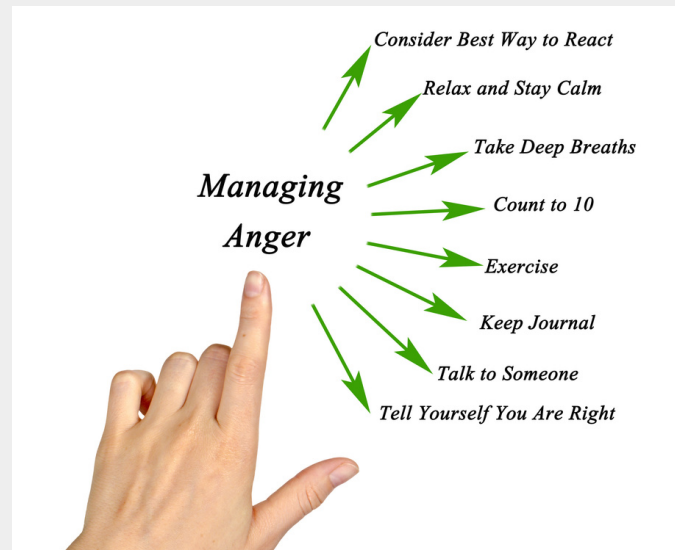 Managing
Anger
Consider Best Way to React
Relax and Stay Calm
Take Deep Breaths
Count to 10
Exercise
Keep Journal
Talk to Someone
Tell Yourself You Are Right